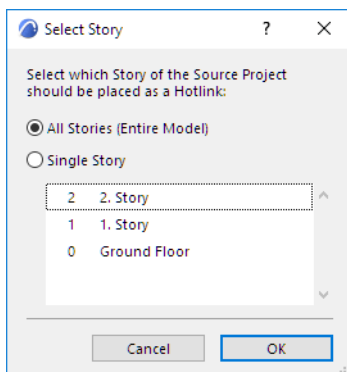 Select Story
?
Select which Story of the Source Project
should be placed as a Hotlink:
All Stories (Entire Model)
Single Story
2 2. Story
1 1. Story
0 Ground Floor
Cancel
OK